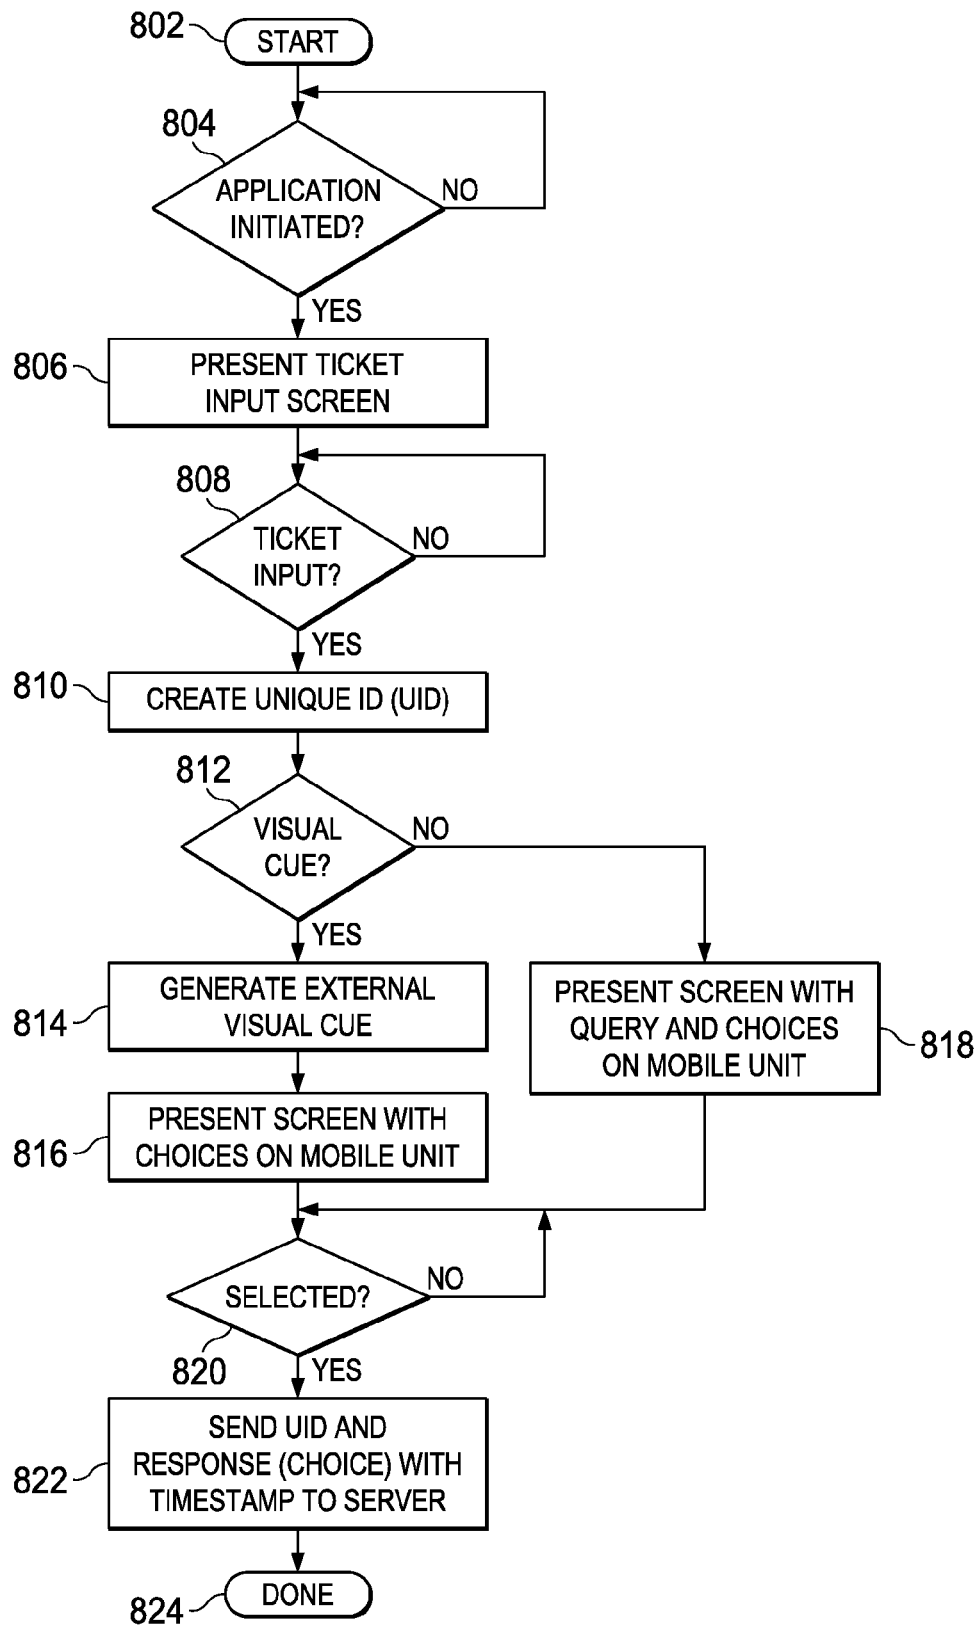 802
START
804
APPLICATION
INITIATED?
NO
YES
806
PRESENT TICKET
INPUT SCREEN
808
TICKET
INPUT?
NO
YES
810
CREATE UNIQUE ID (UID)
812
VISUAL
CUE?
NO
YES
814
GENERATE EXTERNAL
VISUAL CUE
PRESENT SCREEN WITH
QUERY AND CHOICES
ON MOBILE UNIT
818
816
PRESENT SCREEN WITH
CHOICES ON MOBILE UNIT
SELECTED?
NO
820
YES
822
SEND UID AND
RESPONSE (CHOICE) WITH
TIMESTAMP TO SERVER
824
DONE